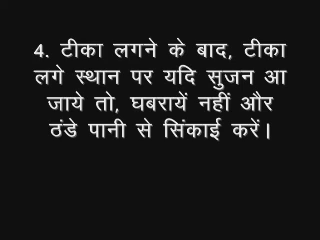 4. टीका लगने के बाद, टीका
लगे स्थान पर यदि सुजन आ
जाये तो, घबरायें नहीं और
ठंडे पानी से सिंकाई करें।